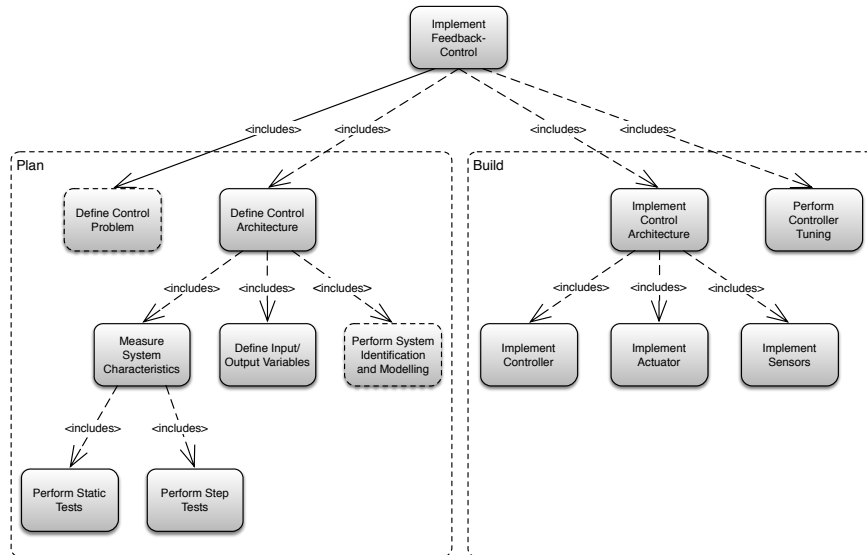 Implement
Feedback-
Control
<includes>
<includes>
<includes>
<includes>
Plan
Build
Define Control
Problem
Define Control
Architecture
Implement
Control
Architecture
Perform
Controller
Tuning
<includes>
<includes>
<includes>
<includes>
<includes>
<includes>
Measure
System
Characteristics
Define Input/
Output Variables
Perform System
Identification
and Modelling
Implement
Controller
Implement
Actuator
Implement
Sensors
<includes>
<includes>
Perform Static
Tests
Perform Step
Tests